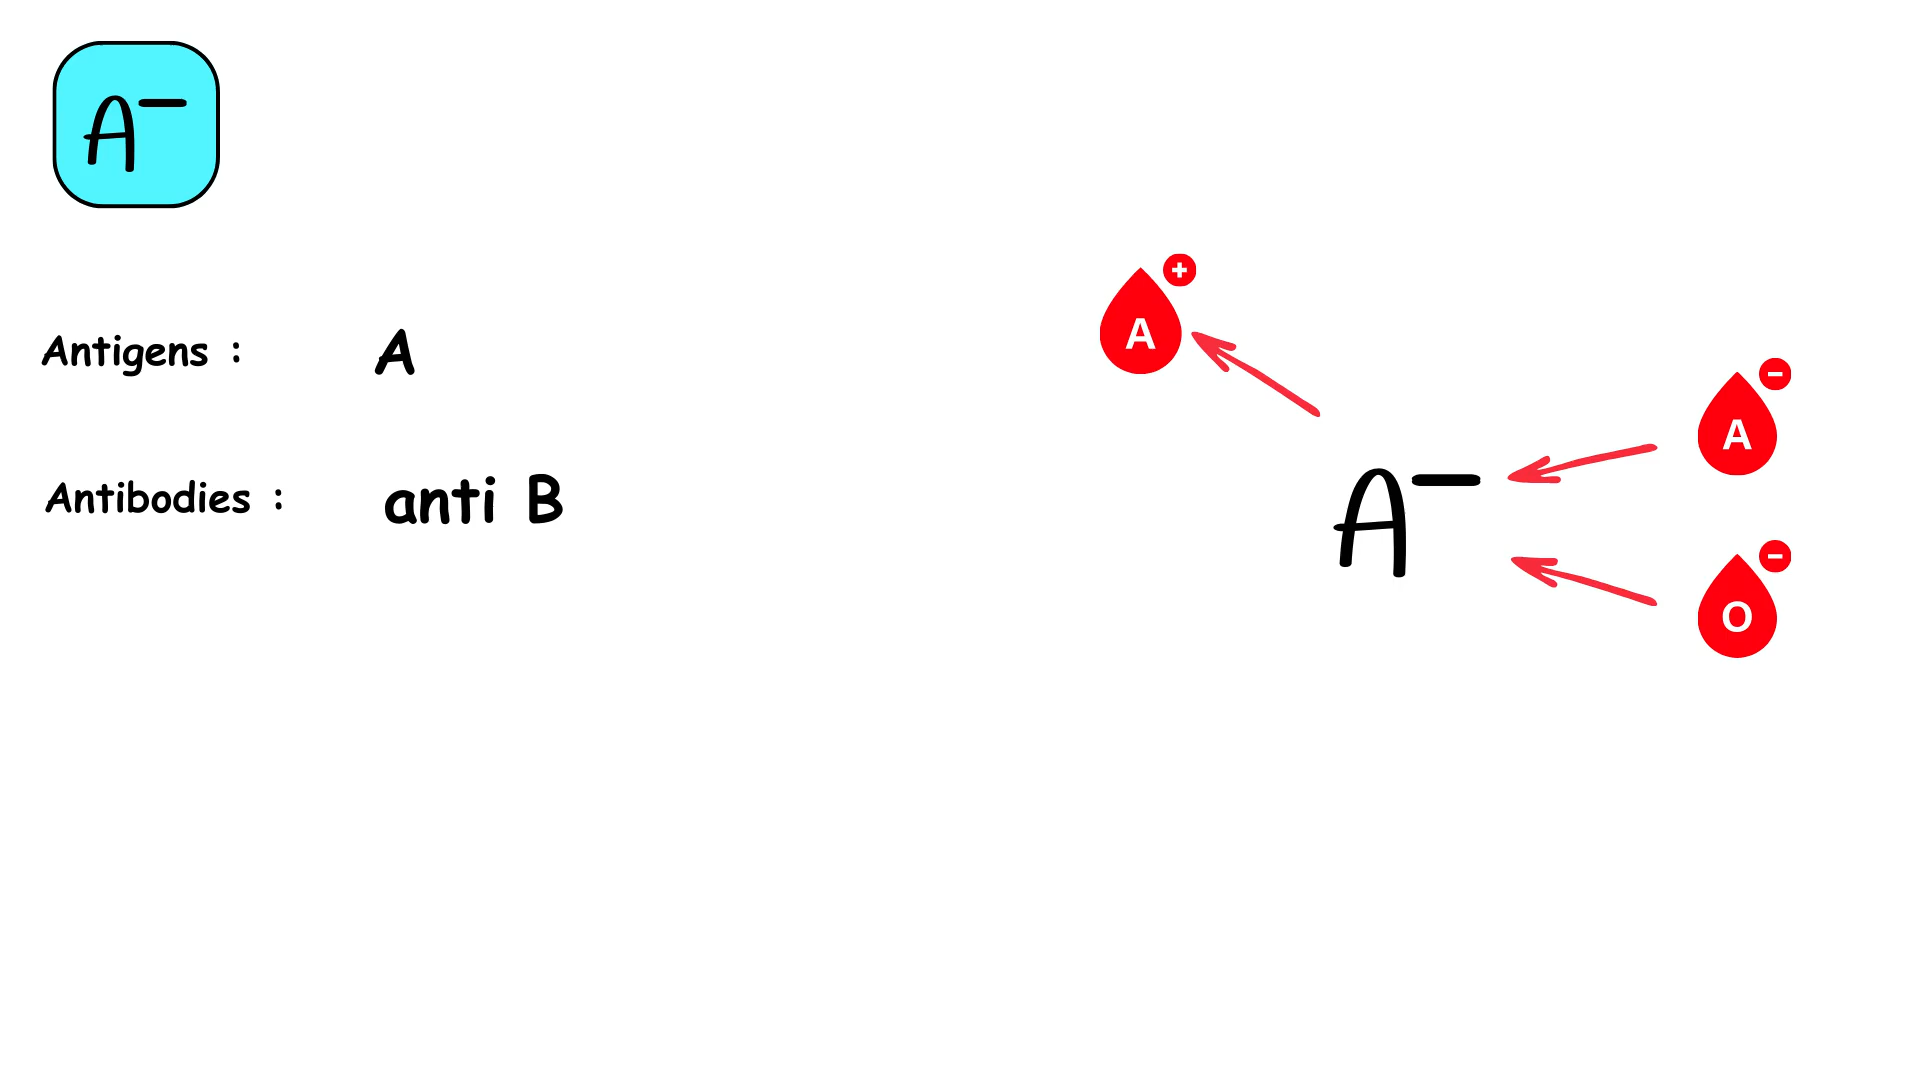 A−
Antigens : A
Antibodies : anti B
A +
A −
A −
O −